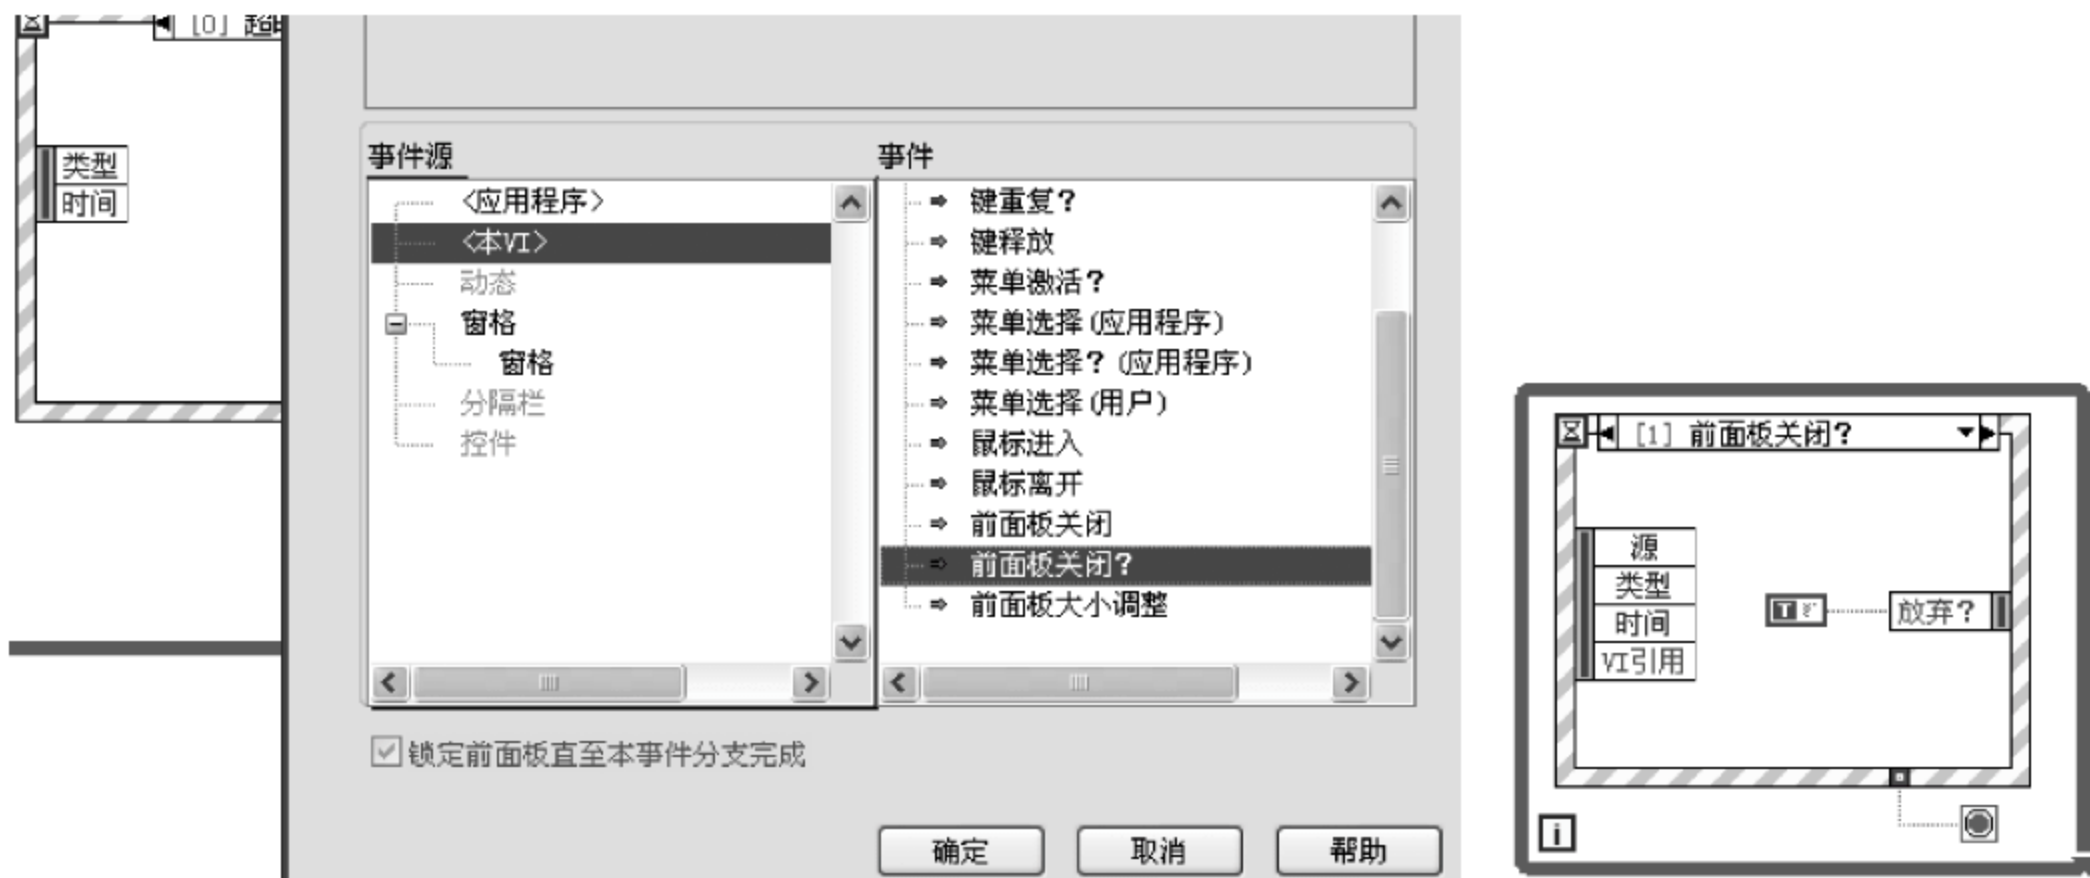 [0] 超时
类型
时间
事件源
<应用程序>
<本VI>
动态
窗格
窗格
分隔栏
控件
事件
键重复?
键释放
菜单激活?
菜单选择(应用程序)
菜单选择?(应用程序)
菜单选择(用户)
鼠标进入
鼠标离开
前面板关闭
前面板关闭?
前面板大小调整
锁定前面板直至本事件分支完成
确定
取消
帮助
[1] 前面板关闭?
源
类型
时间
VI引用
T
放弃?
i